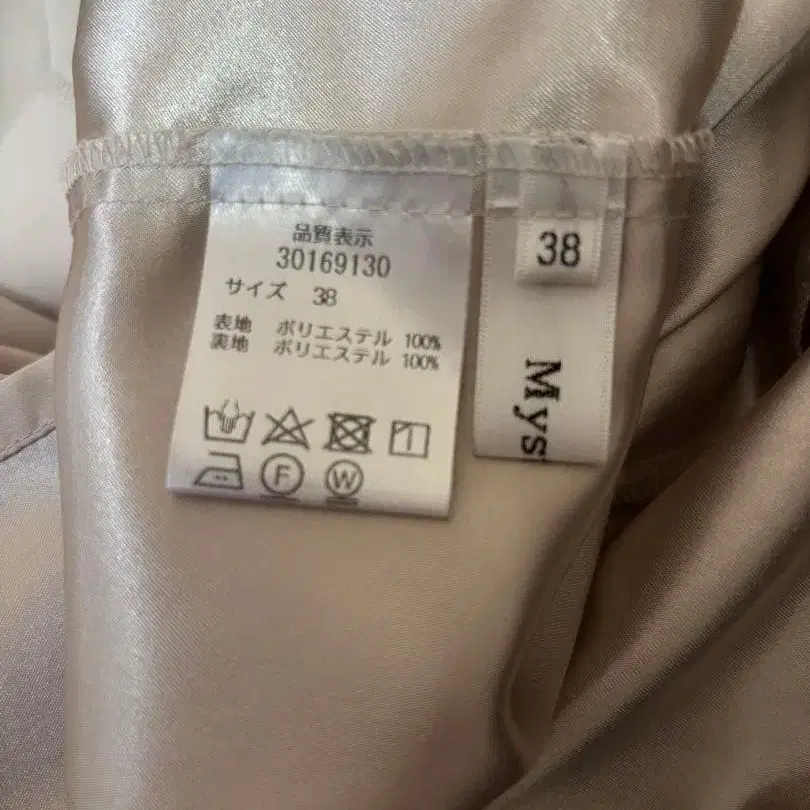 品質表示
30169130
サイズ 38
表地 ポリエステル 100%
裏地 ポリエステル 100%
F
W
38
Mys